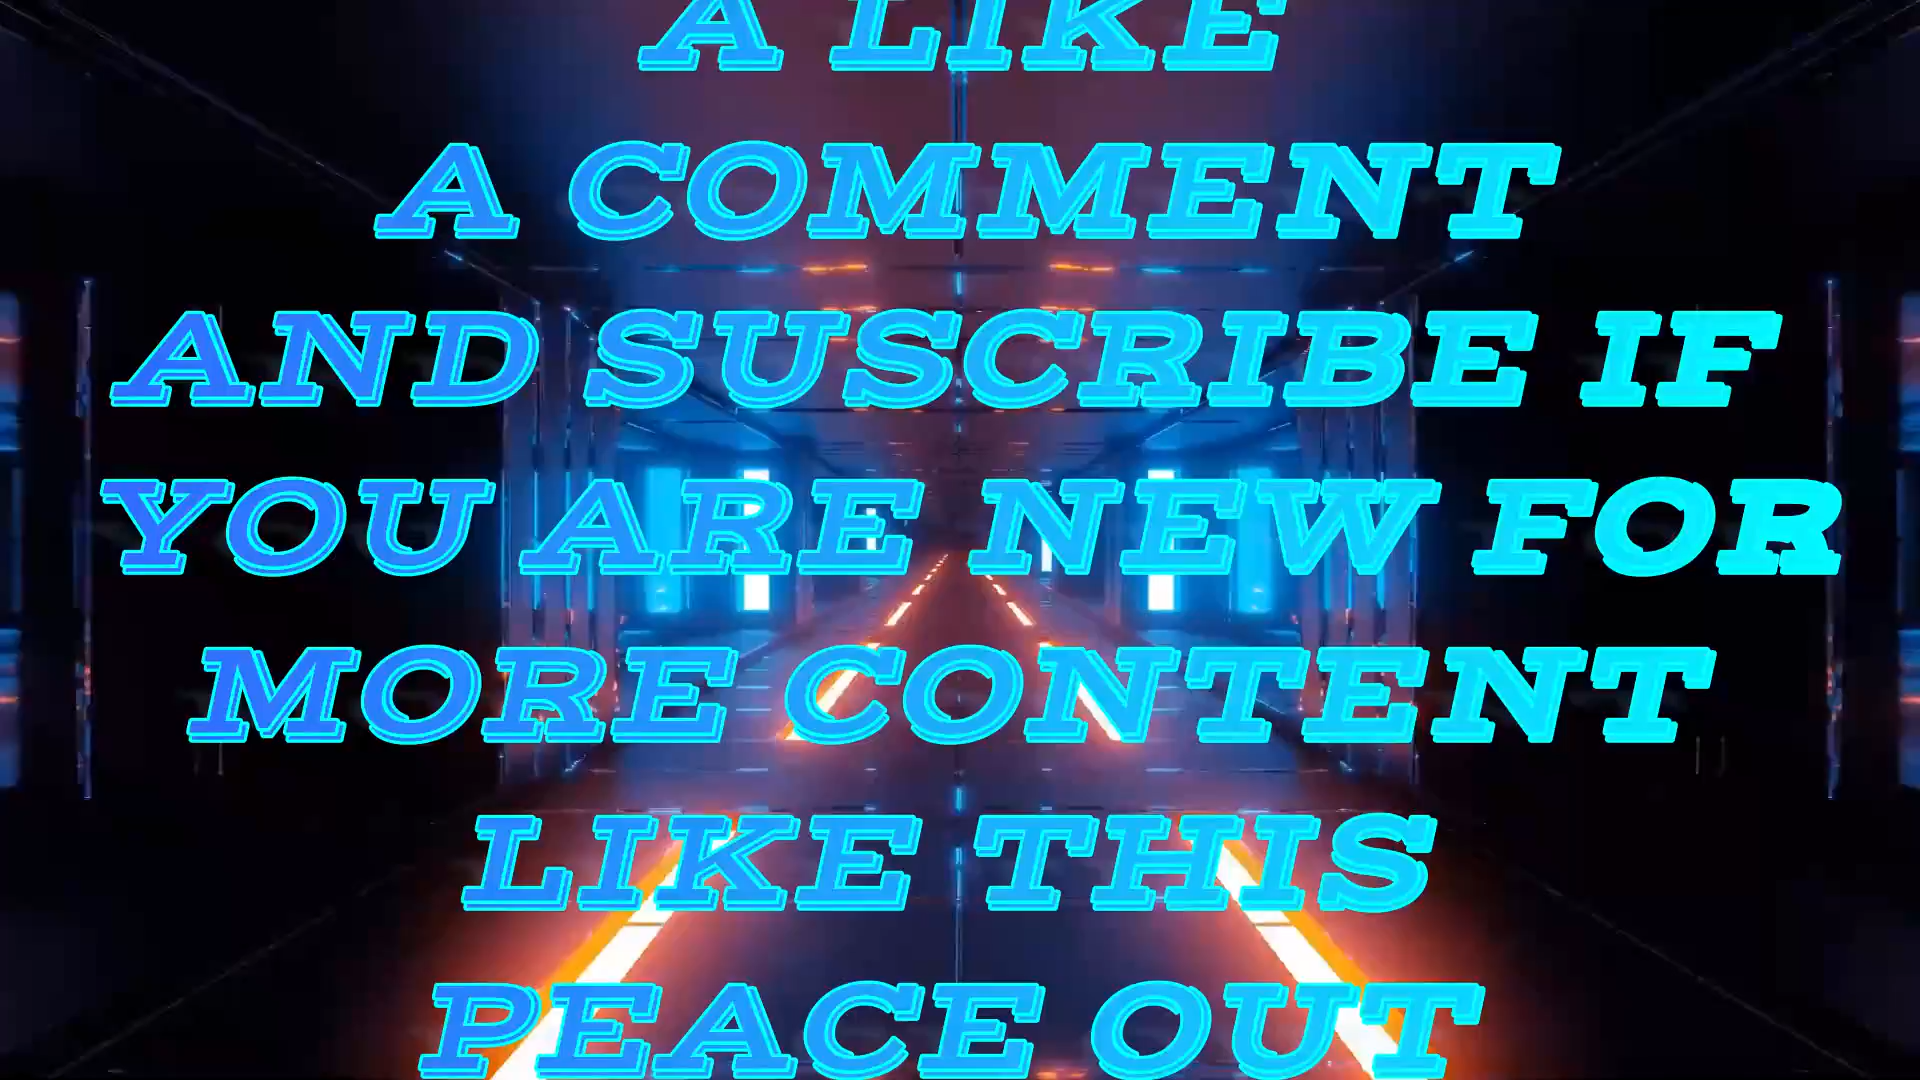 A LIKE
A COMMENT
AND SUSCRIBE IF
YOU ARE NEW FOR
MORE CONTENT
LIKE THIS
PEACE OUT